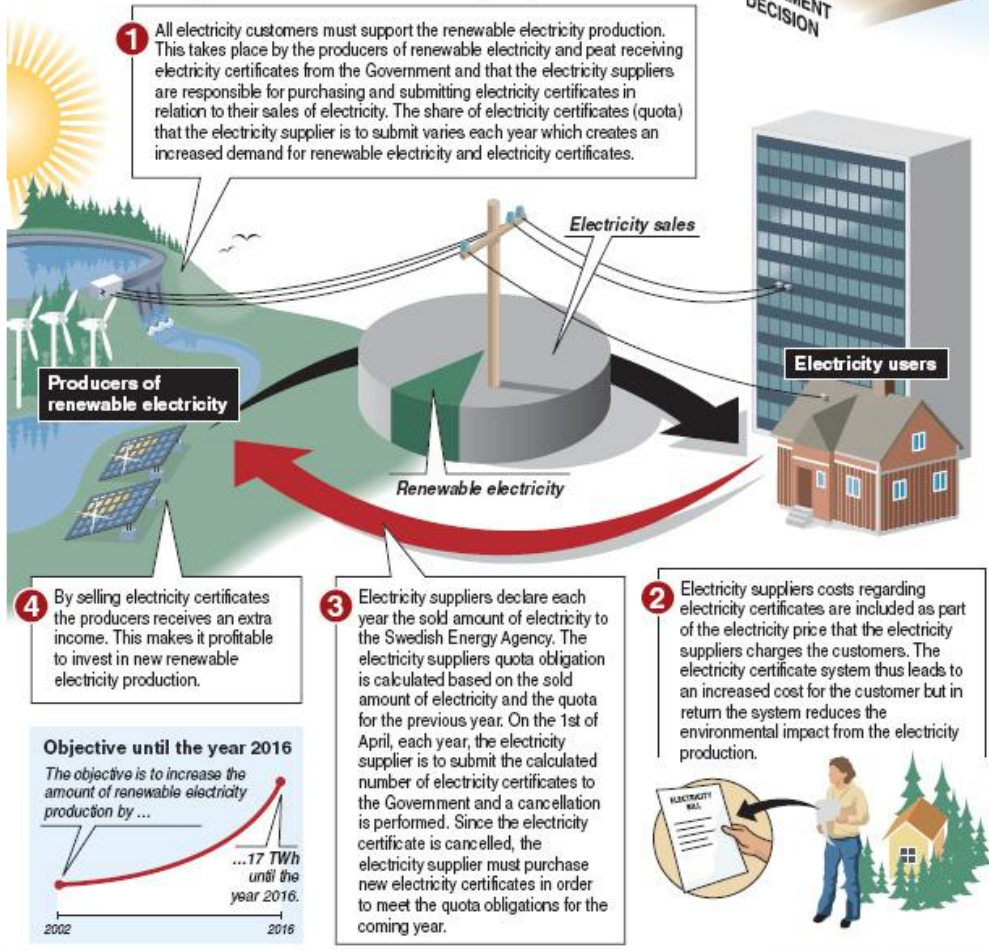 MENT
DECISION
1
All electricity customers must support the renewable electricity production.
This takes place by the producers of renewable electricity and peat receiving
electricity certificates from the Government and that the electricity suppliers
are responsible for purchasing and submitting electricity certificates in
relation to their sales of electricity. The share of electricity certificates (quota)
that the electricity supplier is to submit varies each year which creates an
increased demand for renewable electricity and electricity certificates.
Electricity sales
Electricity users
Producers of
renewable electricity
Renewable electricity
4
By selling electricity certificates
the producers receives an extra
income. This makes it profitable
to invest in new renewable
electricity production.
3
Electricity suppliers declare each
year the sold amount of electricity to
the Swedish Energy Agency. The
electricity suppliers quota obligation
is calculated based on the sold
amount of electricity and the quota
for the previous year. On the 1st of
April, each year, the electricity
supplier is to submit the calculated
number of electricity certificates to
the Government and a cancellation
is performed. Since the electricity
certificate is cancelled, the
electricity supplier must purchase
new electricity certificates in order
to meet the quota obligations for the
coming year.
2
Electricity suppliers costs regarding
electricity certificates are included as part
of the electricity price that the electricity
suppliers charges the customers. The
electricity certificate system thus leads to
an increased cost for the customer but in
return the system reduces the
environmental impact from the electricity
production.
ELECTRICITY
BILL
Objective until the year 2016
The objective is to increase the
amount of renewable electricity
production by ...
...17 TWh
until the
year 2016.
2002
2016